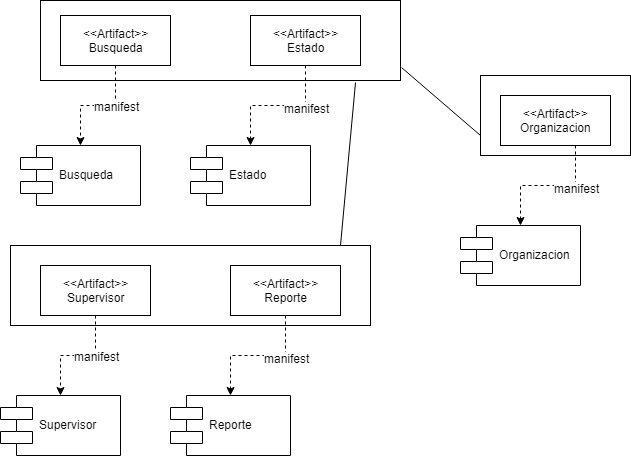 <<Artifact>>
Busqueda
<<Artifact>>
Estado
manifest
manifest
<<Artifact>>
Organizacion
Busqueda
Estado
manifest
Organizacion
<<Artifact>>
Supervisor
<<Artifact>>
Reporte
manifest
manifest
Supervisor
Reporte